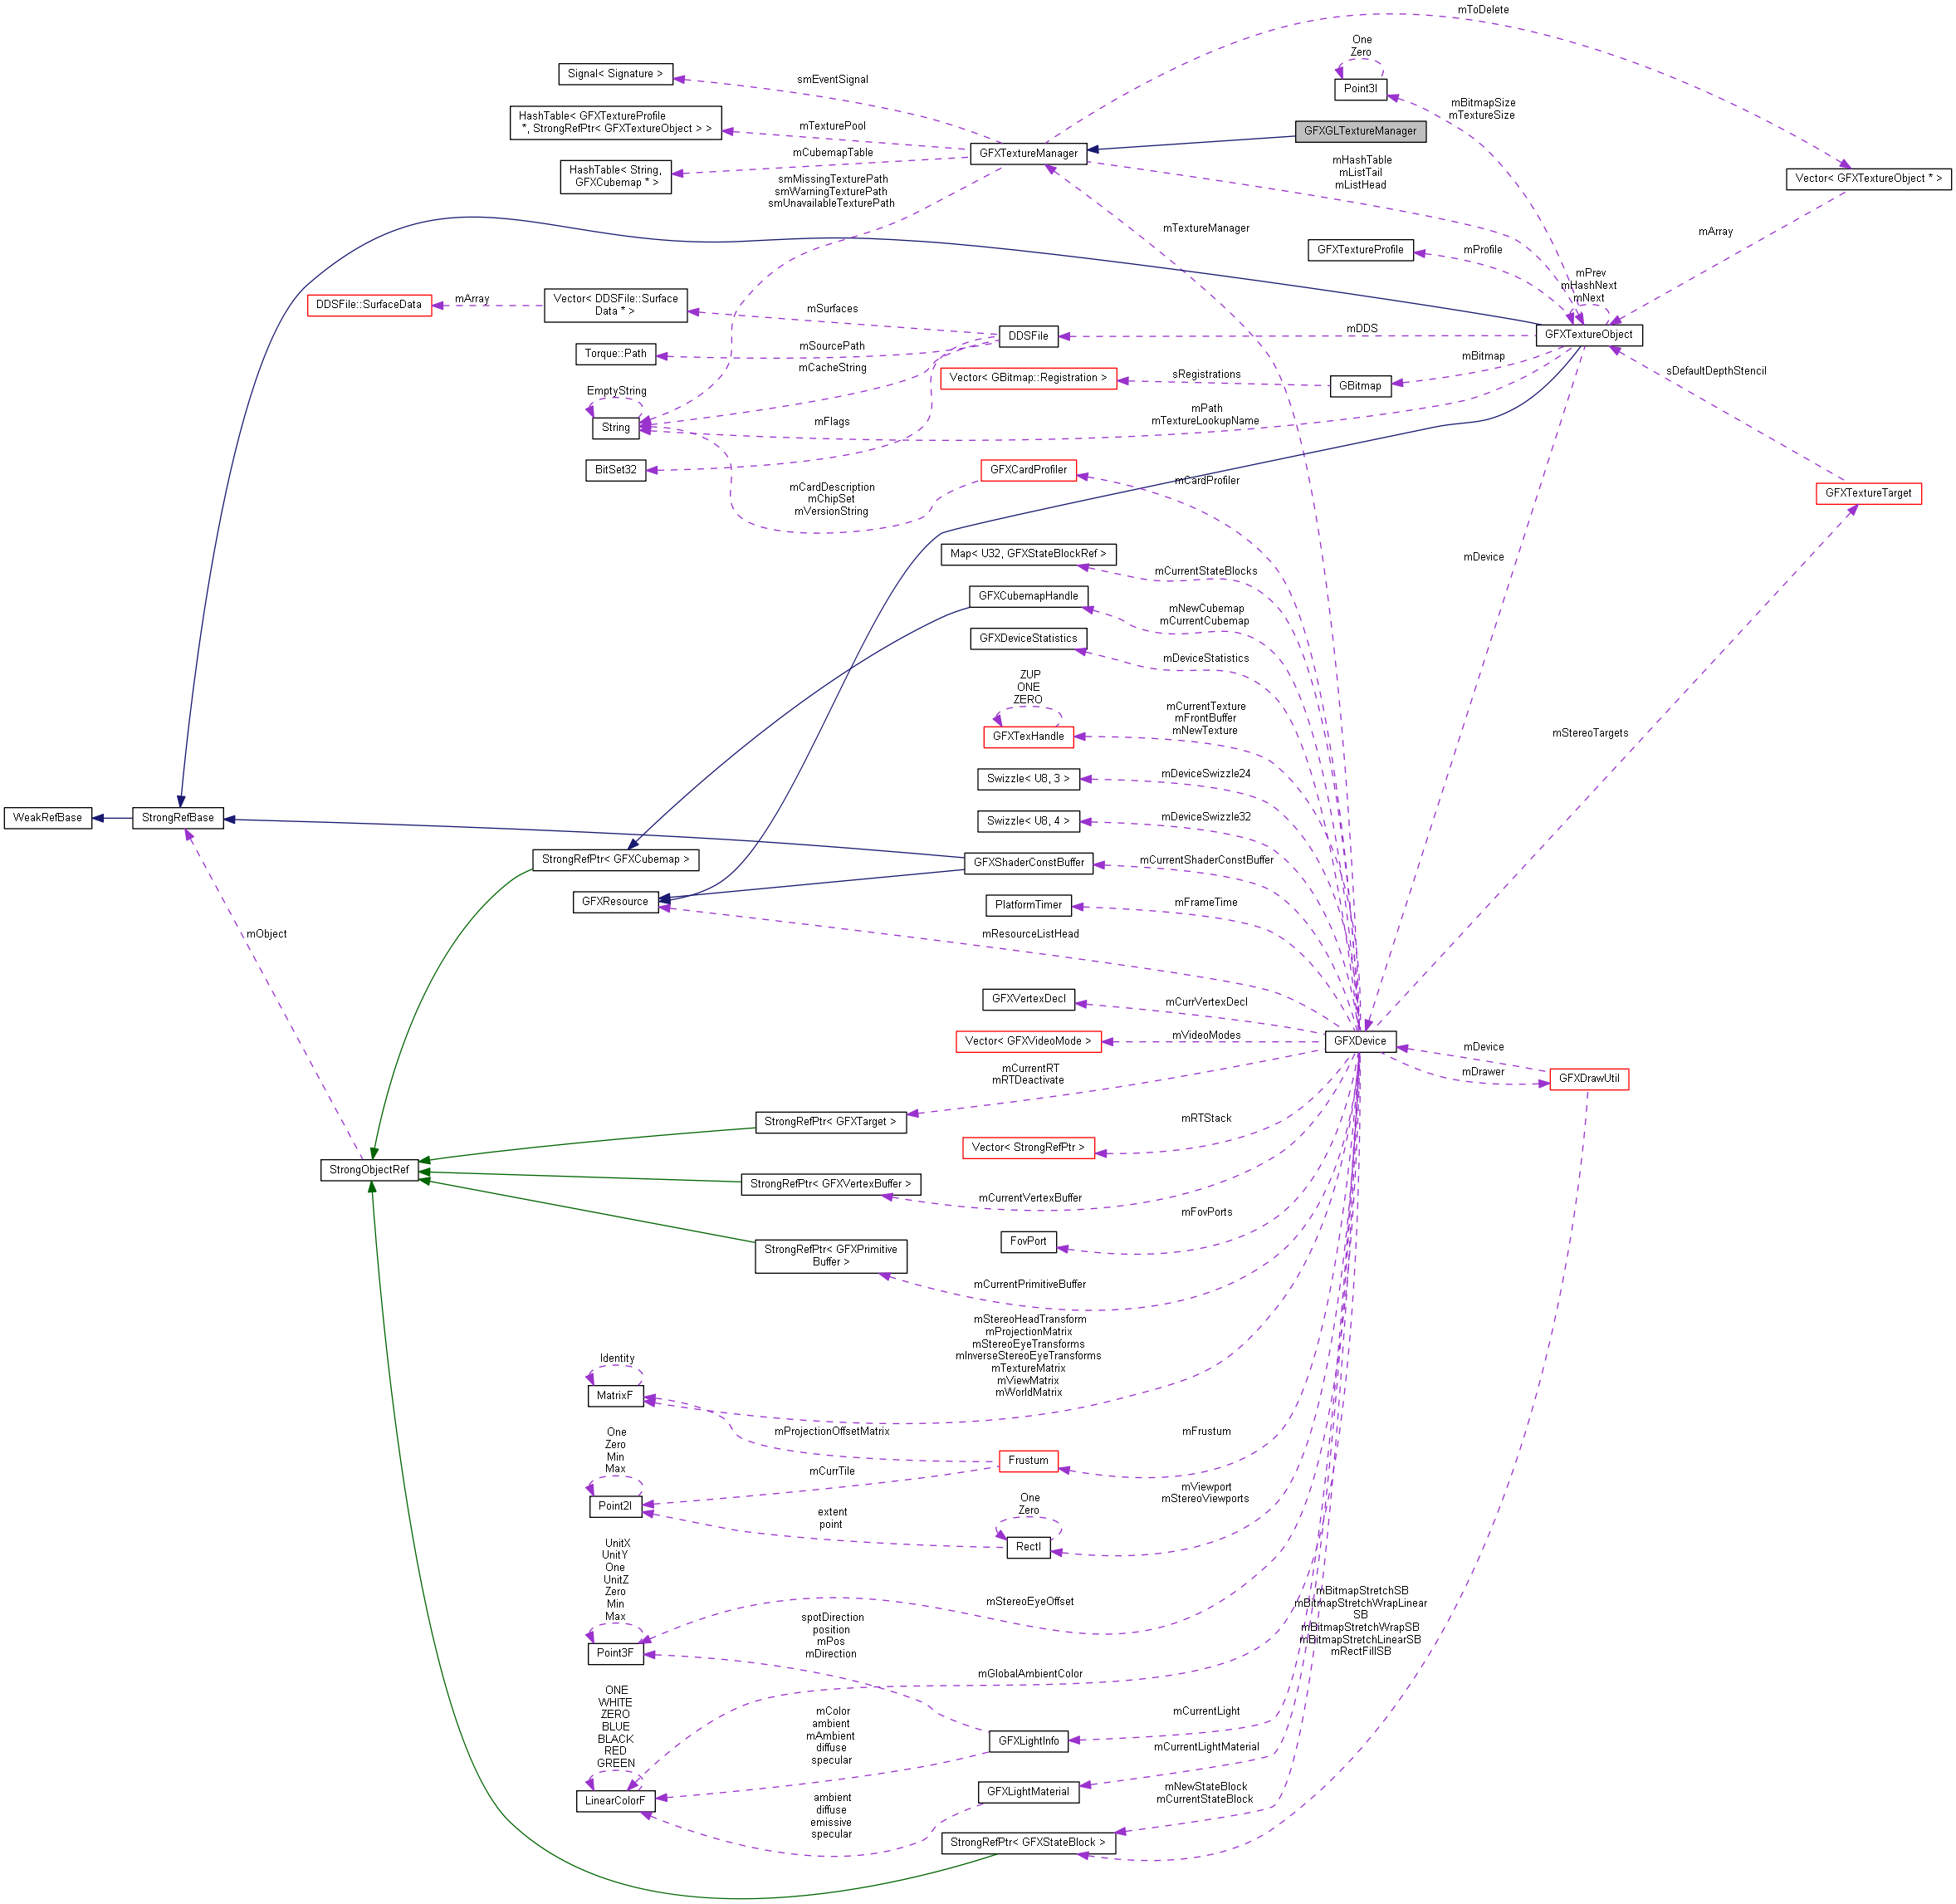 mToDelete
One
Zero
Signal< Signature >
smEventSignal
Point3I
mBitmapSize
mTextureSize
HashTable< GFXTextureProfile
*, StrongRefPtr< GFXTextureObject > >
mTexturePool
GFXGLTextureManager
mCubemapTable
GFXTextureManager
HashTable< String,
GFXCubemap * >
mHashTable
mListTail
mListHead
smMissingTexturePath
smWarningTexturePath
smUnavailableTexturePath
Vector< GFXTextureObject * >
mTextureManager
mArray
GFXTextureProfile
mProfile
mPrev
mHashNext
mNext
DDSFile::SurfaceData
mArray
Vector< DDSFile::Surface
Data * >
mSurfaces
DDSFile
mDDS
GFXTextureObject
Torque::Path
mSourcePath
mCacheString
mBitmap
Vector< GBitmap::Registration >
sRegistrations
GBitmap
sDefaultDepthStencil
EmptyString
String
mFlags
mPath
mTextureLookupName
BitSet32
GFXCardProfiler
mCardProfiler
mCardDescription
mChipSet
mVersionString
GFXTextureTarget
Map< U32, GFXStateBlockRef >
mCurrentStateBlocks
mDevice
GFXCubemapHandle
mNewCubemap
mCurrentCubemap
GFXDeviceStatistics
mDeviceStatistics
ZUP
ONE
ZERO
GFXTexHandle
mCurrentTexture
mFrontBuffer
mNewTexture
mStereoTargets
Swizzle< U8, 3 >
mDeviceSwizzle24
Swizzle< U8, 4 >
mDeviceSwizzle32
WeakRefBase
StrongRefBase
StrongRefPtr< GFXCubemap >
GFXShaderConstBuffer
mCurrentShaderConstBuffer
GFXResource
PlatformTimer
mFrameTime
mObject
mResourceListHead
GFXVertexDecl
mCurrVertexDecl
Vector< GFXVideoMode >
mVideoModes
GFXDevice
mDevice
mDrawer
GFXDrawUtil
mCurrentRT
mRTDeactivate
StrongRefPtr< GFXTarget >
mRTStack
Vector< StrongRefPtr >
StrongObjectRef
StrongRefPtr< GFXVertexBuffer >
mCurrentVertexBuffer
mFovPorts
FovPort
StrongRefPtr< GFXPrimitive
Buffer >
mCurrentPrimitiveBuffer
mStereoHeadTransform
mProjectionMatrix
mStereoEyeTransforms
mInverseStereoEyeTransforms
mTextureMatrix
mViewMatrix
mWorldMatrix
Identity
MatrixF
mProjectionOffsetMatrix
mFrustum
Frustum
One
Zero
Min
Max
Point2I
mCurrTile
mViewport
mStereoViewports
extent
point
One
Zero
RectI
UnitX
UnitY
One
UnitZ
Zero
Min
Max
Point3F
mStereoEyeOffset
spotDirection
position
mPos
mDirection
mBitmapStretchSB
mBitmapStretchWrapLinear
SB
mBitmapStretchWrapSB
mBitmapStretchLinearSB
mRectFillSB
mGlobalAmbientColor
ONE
WHITE
ZERO
BLUE
BLACK
RED
GREEN
LinearColorF
mColor
ambient
mAmbient
diffuse
specular
GFXLightInfo
mCurrentLight
mCurrentLightMaterial
GFXLightMaterial
ambient
diffuse
emissive
specular
mNewStateBlock
mCurrentStateBlock
StrongRefPtr< GFXStateBlock >